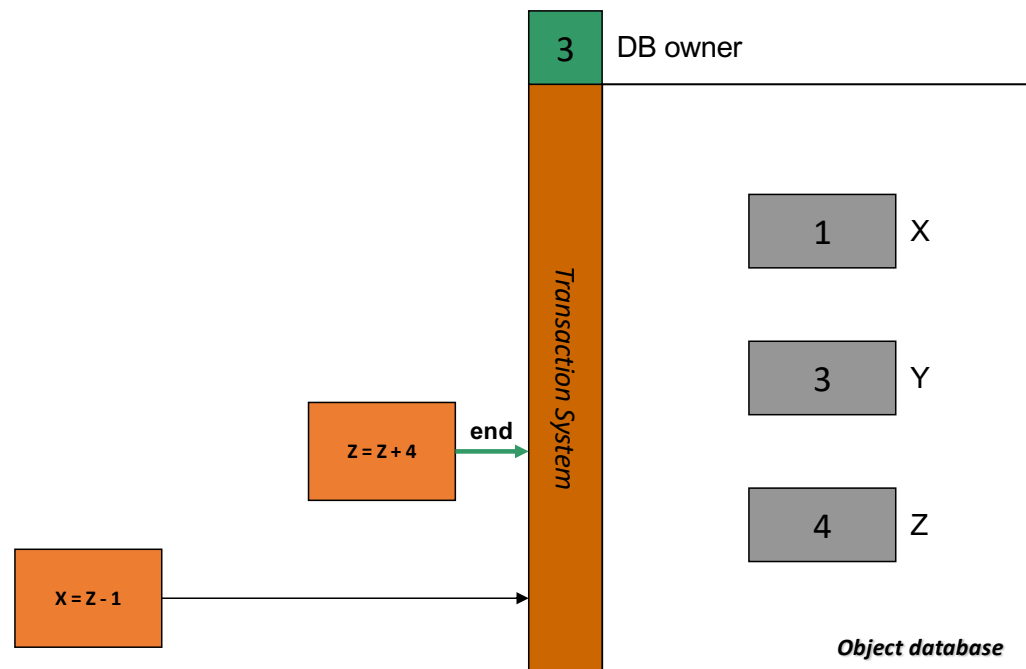 3
DB owner
1
X
Transaction System
3
Y
end
Z = Z + 4
4
Z
X = Z - 1
Object database